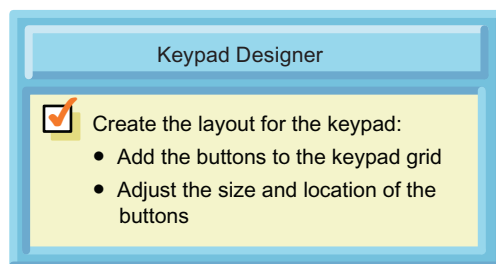 Keypad Designer
Create the layout for the keypad:
• Add the buttons to the keypad grid
• Adjust the size and location of the
buttons